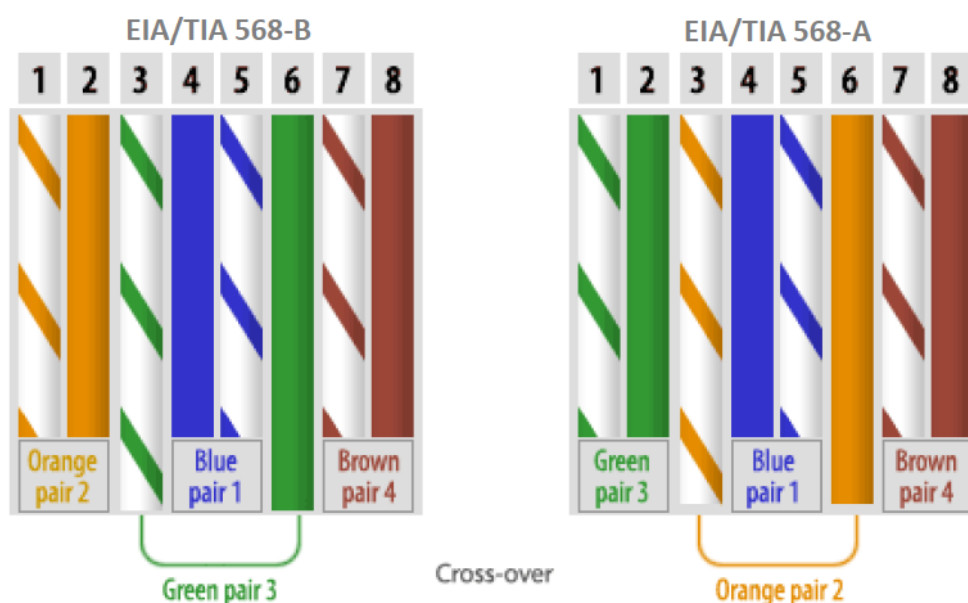 EIA/TIA 568-B
1 2 3 4 5 6 7 8
Orange
pair 2
Blue
pair 1
Brown
pair 4
Green pair 3
Cross-over
EIA/TIA 568-A
1 2 3 4 5 6 7 8
Green
pair 3
Blue
pair 1
Brown
pair 4
Orange pair 2